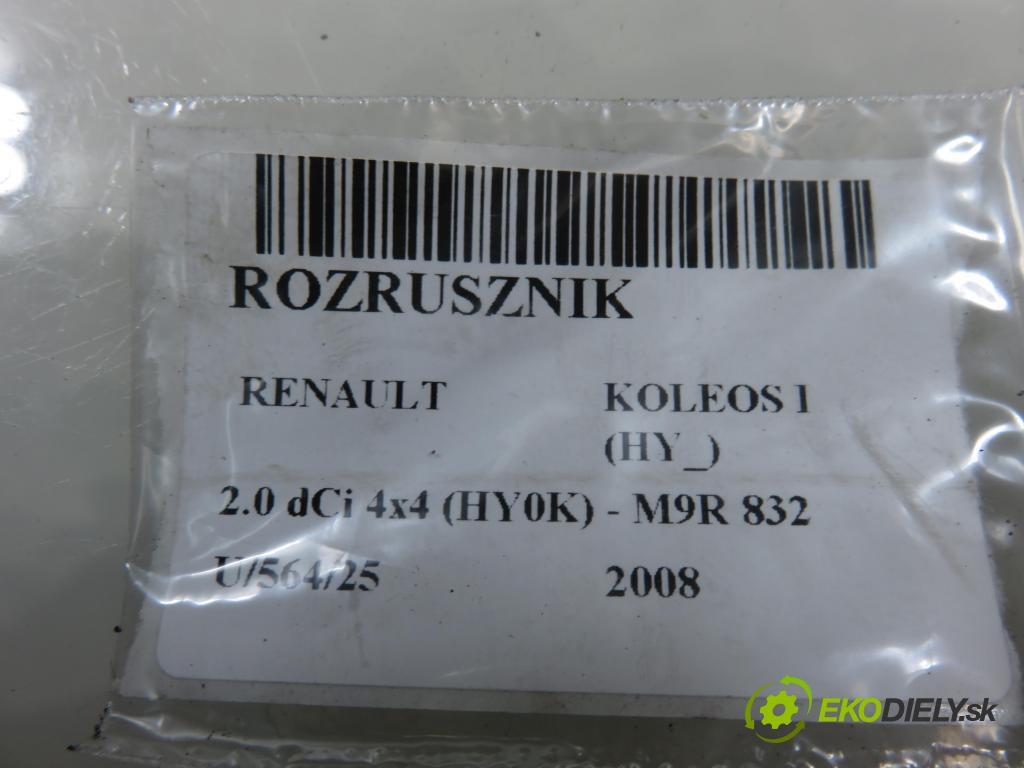 ROZRUSZNIK
RENAULT KOLEOS I
(HY_)
2.0 dCi 4x4 (HY0K) - M9R 832
U/564/25 2008
EKODIELY.sk